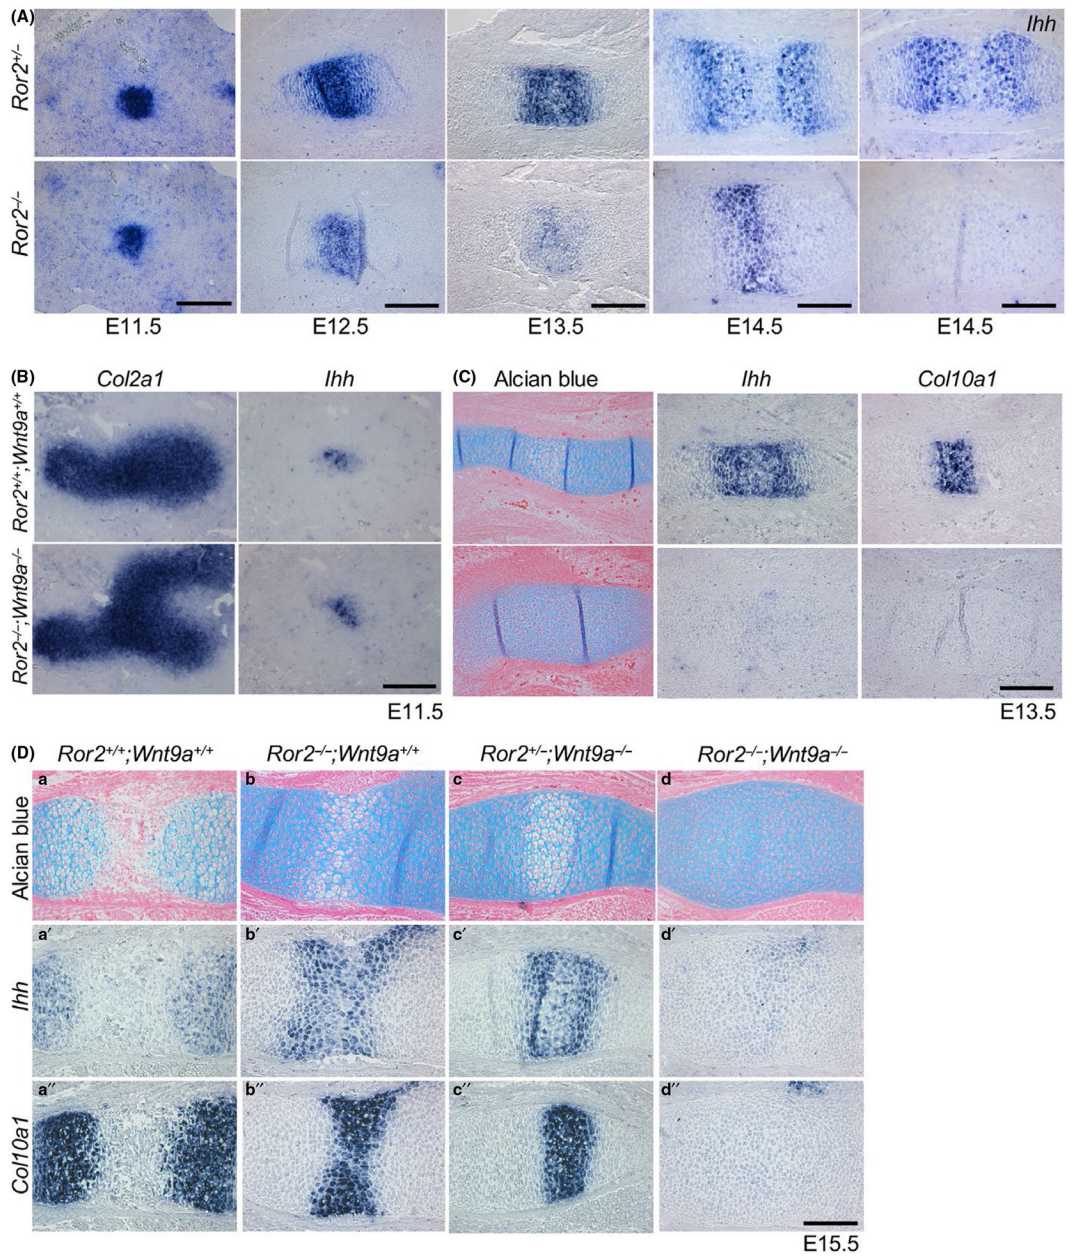 (A)
Ihh
Ror2+/–
Ror2–/–
E11.5 E12.5 E13.5 E14.5 E14.5
(B) Col2a1 Ihh
Ror2+/+;Wnt9a+/+
Ror2–/–;Wnt9a–/–
E11.5
(C) Alcian blue Ihh Col10a1
E13.5
(D) Ror2+/+;Wnt9a+/+ Ror2–/–;Wnt9a+/+ Ror2+/–;Wnt9a–/– Ror2–/–;Wnt9a–/–
Alcian blue
a b c d
Ihh
a′ b′ c′ d′
Col10a1
a″ b″ c″ d″
E15.5